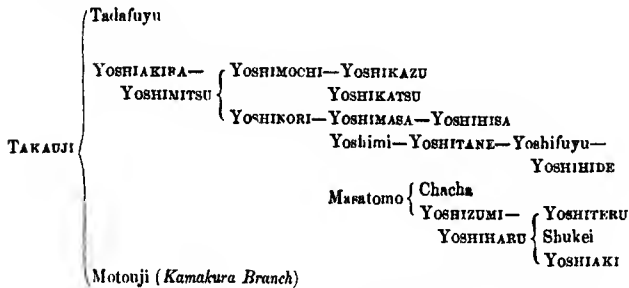 Tadafuyu
YOSHIAKIRA— YOSHIMOCHI—YOSHIKAZU
YOSHIMITSU YOSHIKATSU
YOSHINORI—YOSHIMASA—YOSHIHISA
TAKAUJI Yoshimi—YOSHITANE—Yoshifuyu—
YOSHIHIDE
Masatomo Chacha
YOSHIZUMI— YOSHITERU
YOSHIHARU Shukei
YOSHIAKI
Motouji (Kamakura Branch)